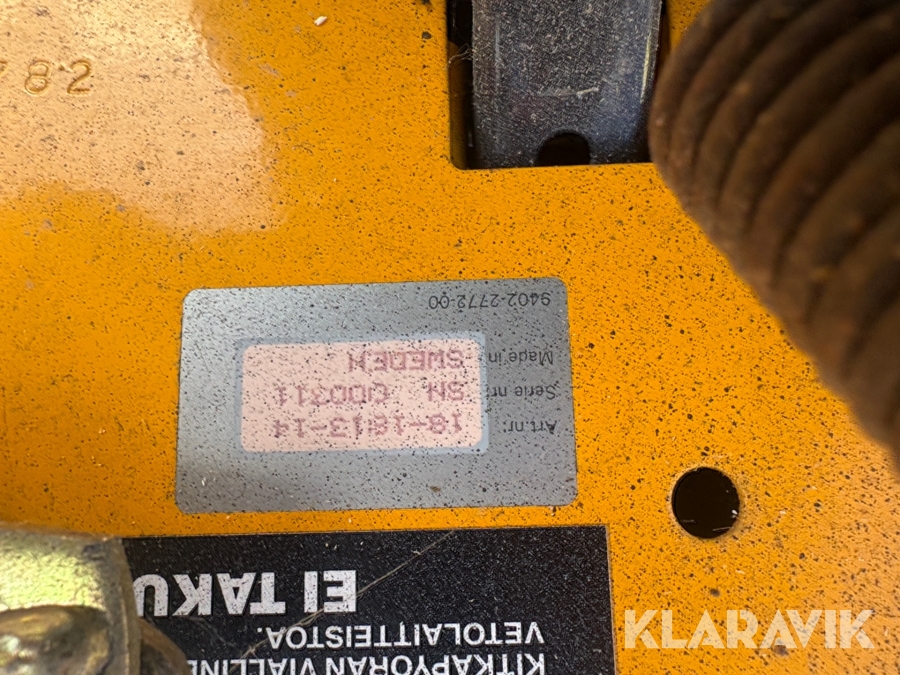 782
Art.nr: 18-1813-14
Serie nr: SN 000311
Made in SWEDEN
9402-2772-00
EI TAKU
VETOLAITTEISTOA.
KITKAPYÖRÄN
KLARAVIK